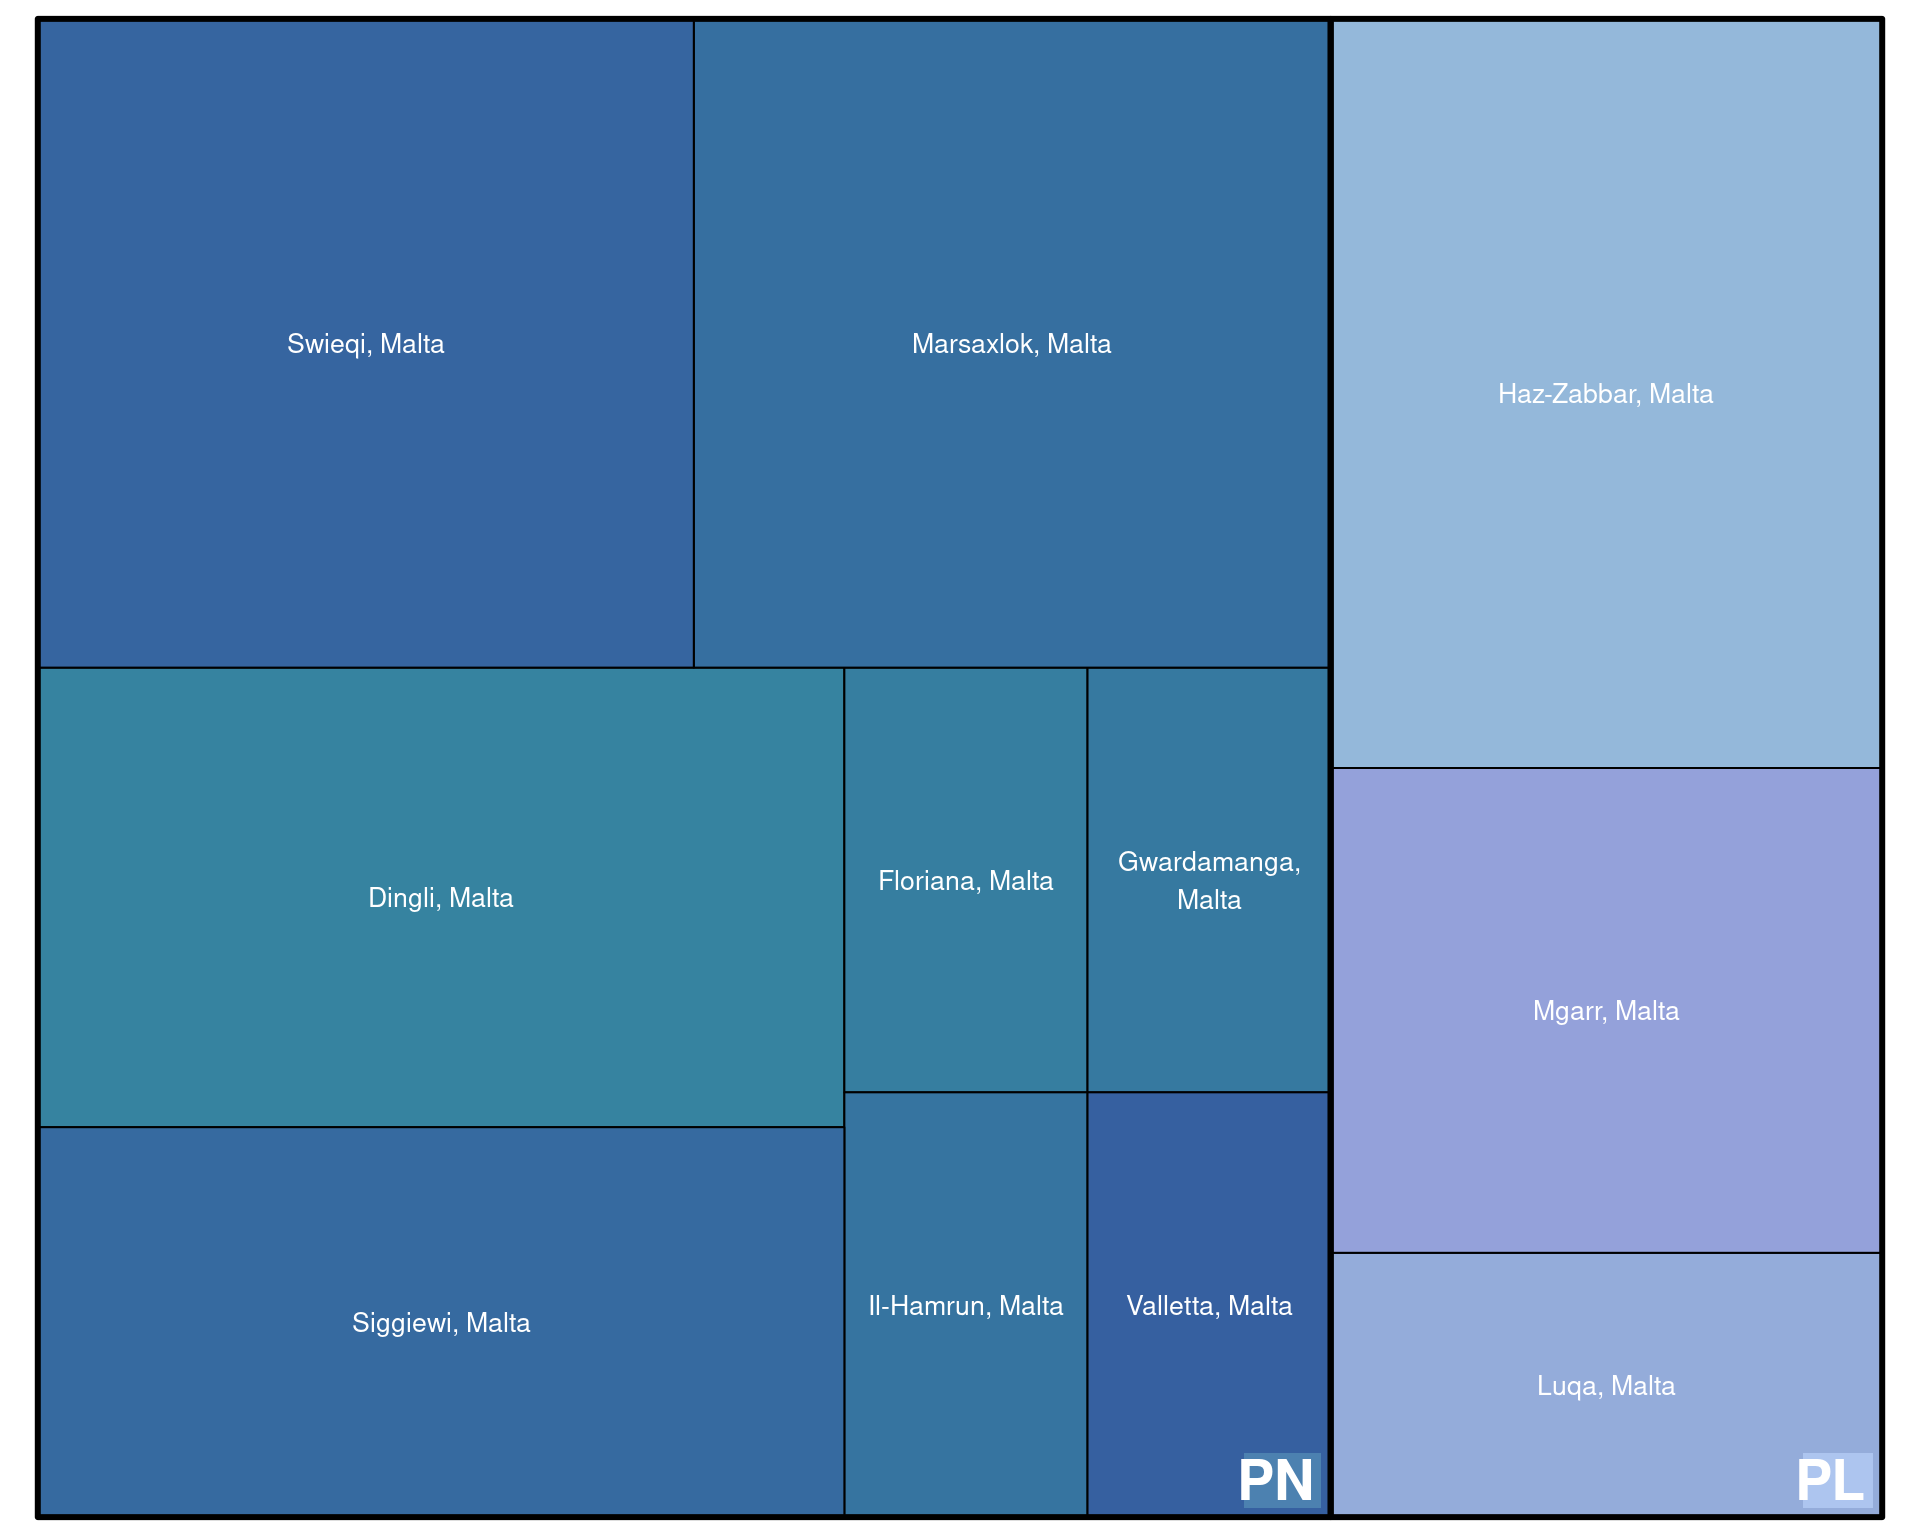 Swieqi, Malta
Marsaxlok, Malta
Haz-Zabbar, Malta
Dingli, Malta
Floriana, Malta
Gwardamanga,
Malta
Mgarr, Malta
Siggiewi, Malta
Il-Hamrun, Malta
Valletta, Malta
Luqa, Malta
PN
PL